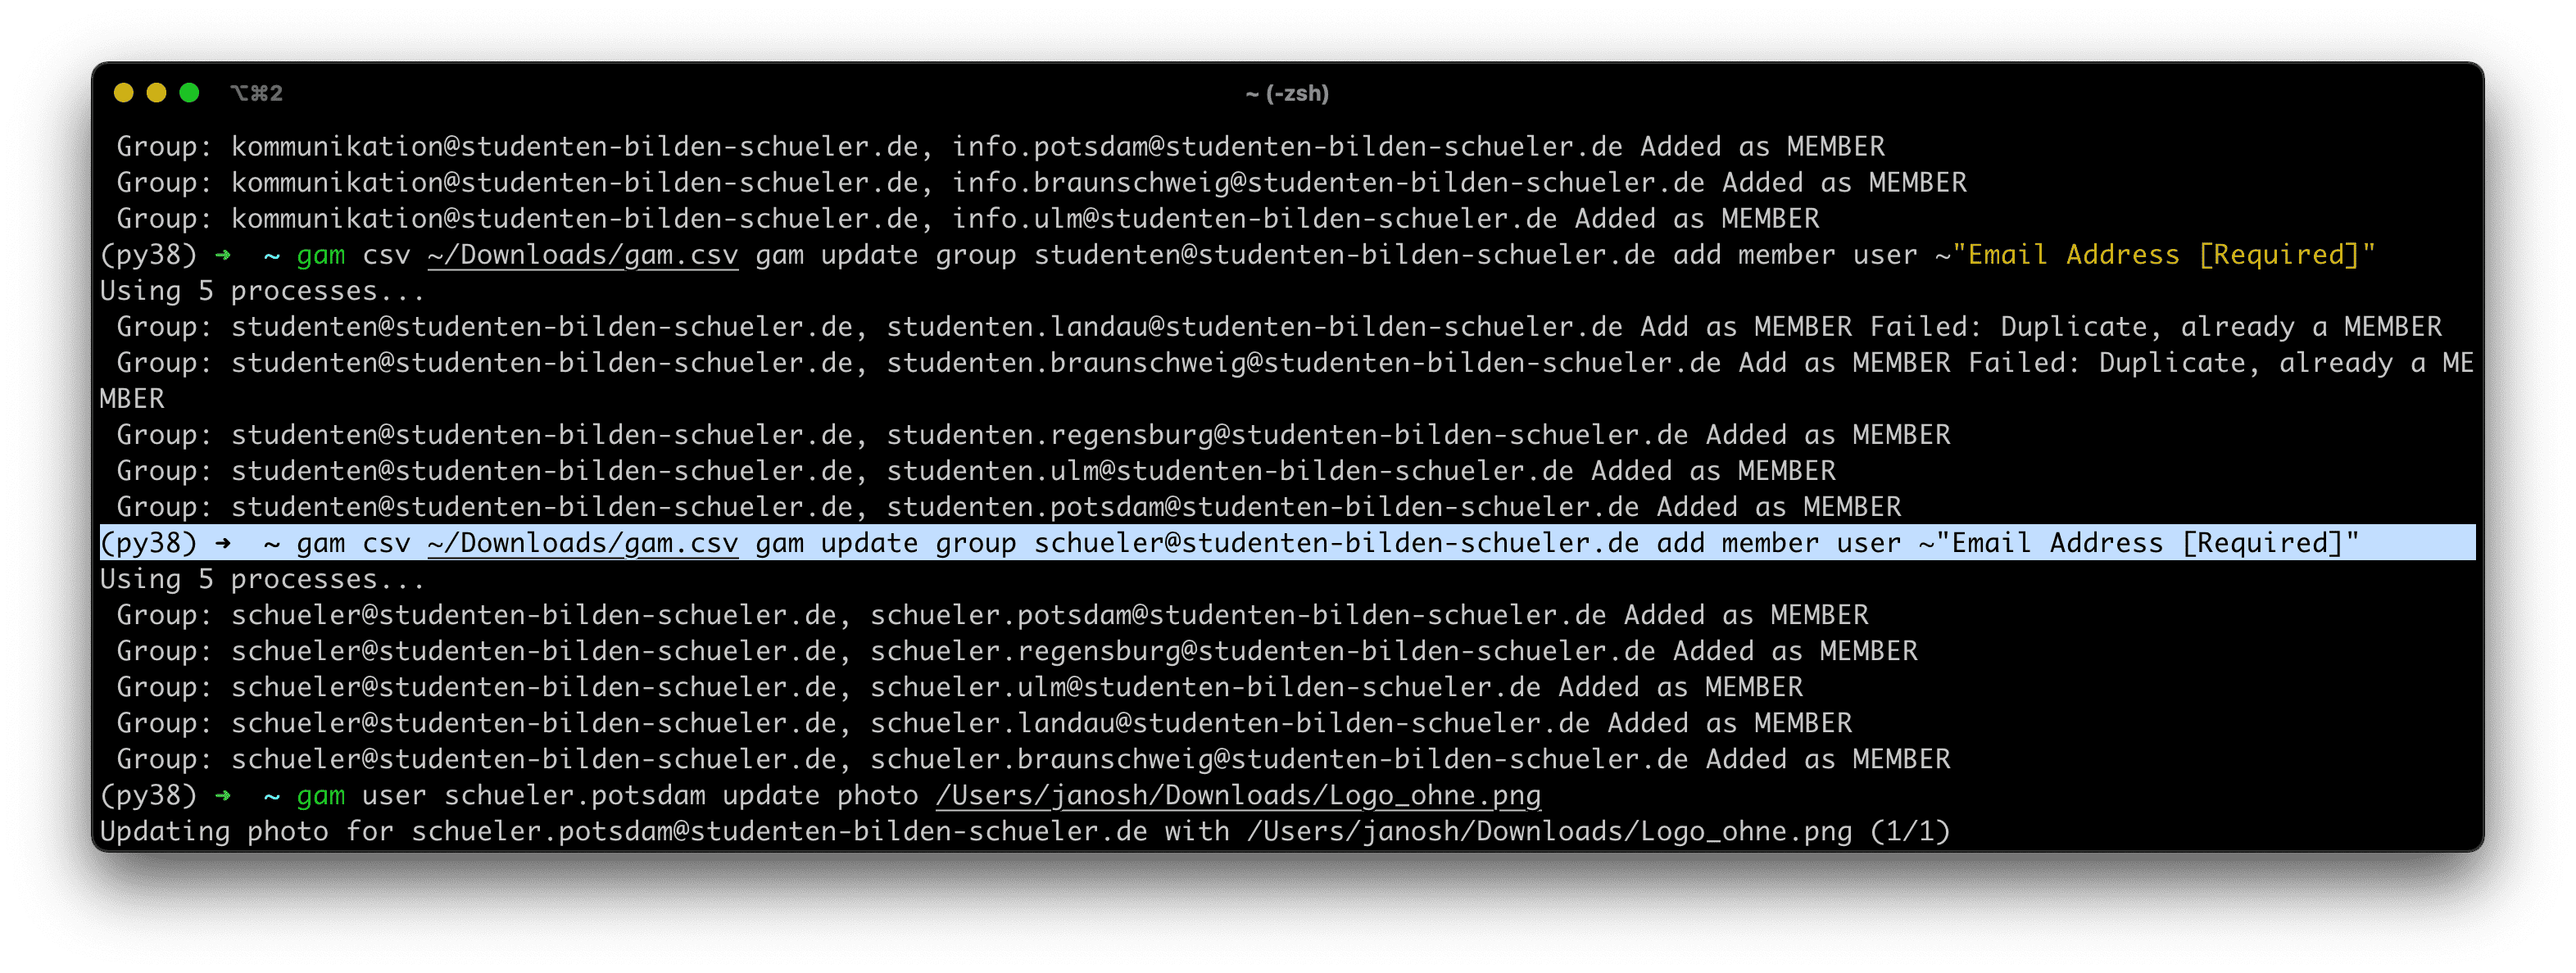 ⌥⌘2
~ (-zsh)
Group: kommunikation@studenten-bilden-schueler.de, info.potsdam@studenten-bilden-schueler.de Added as MEMBER
Group: kommunikation@studenten-bilden-schueler.de, info.braunschweig@studenten-bilden-schueler.de Added as MEMBER
Group: kommunikation@studenten-bilden-schueler.de, info.ulm@studenten-bilden-schueler.de Added as MEMBER
(py38) ➜  ~ gam csv ~/Downloads/gam.csv gam update group studenten@studenten-bilden-schueler.de add member user ~"Email Address [Required]"
Using 5 processes...
Group: studenten@studenten-bilden-schueler.de, studenten.landau@studenten-bilden-schueler.de Add as MEMBER Failed: Duplicate, already a MEMBER
Group: studenten@studenten-bilden-schueler.de, studenten.braunschweig@studenten-bilden-schueler.de Add as MEMBER Failed: Duplicate, already a ME
MBER
Group: studenten@studenten-bilden-schueler.de, studenten.regensburg@studenten-bilden-schueler.de Added as MEMBER
Group: studenten@studenten-bilden-schueler.de, studenten.ulm@studenten-bilden-schueler.de Added as MEMBER
Group: studenten@studenten-bilden-schueler.de, studenten.potsdam@studenten-bilden-schueler.de Added as MEMBER
(py38) ➜  ~ gam csv ~/Downloads/gam.csv gam update group schueler@studenten-bilden-schueler.de add member user ~"Email Address [Required]"
Using 5 processes...
Group: schueler@studenten-bilden-schueler.de, schueler.potsdam@studenten-bilden-schueler.de Added as MEMBER
Group: schueler@studenten-bilden-schueler.de, schueler.regensburg@studenten-bilden-schueler.de Added as MEMBER
Group: schueler@studenten-bilden-schueler.de, schueler.ulm@studenten-bilden-schueler.de Added as MEMBER
Group: schueler@studenten-bilden-schueler.de, schueler.landau@studenten-bilden-schueler.de Added as MEMBER
Group: schueler@studenten-bilden-schueler.de, schueler.braunschweig@studenten-bilden-schueler.de Added as MEMBER
(py38) ➜  ~ gam user schueler.potsdam update photo /Users/janosh/Downloads/Logo_ohne.png
Updating photo for schueler.potsdam@studenten-bilden-schueler.de with /Users/janosh/Downloads/Logo_ohne.png (1/1)